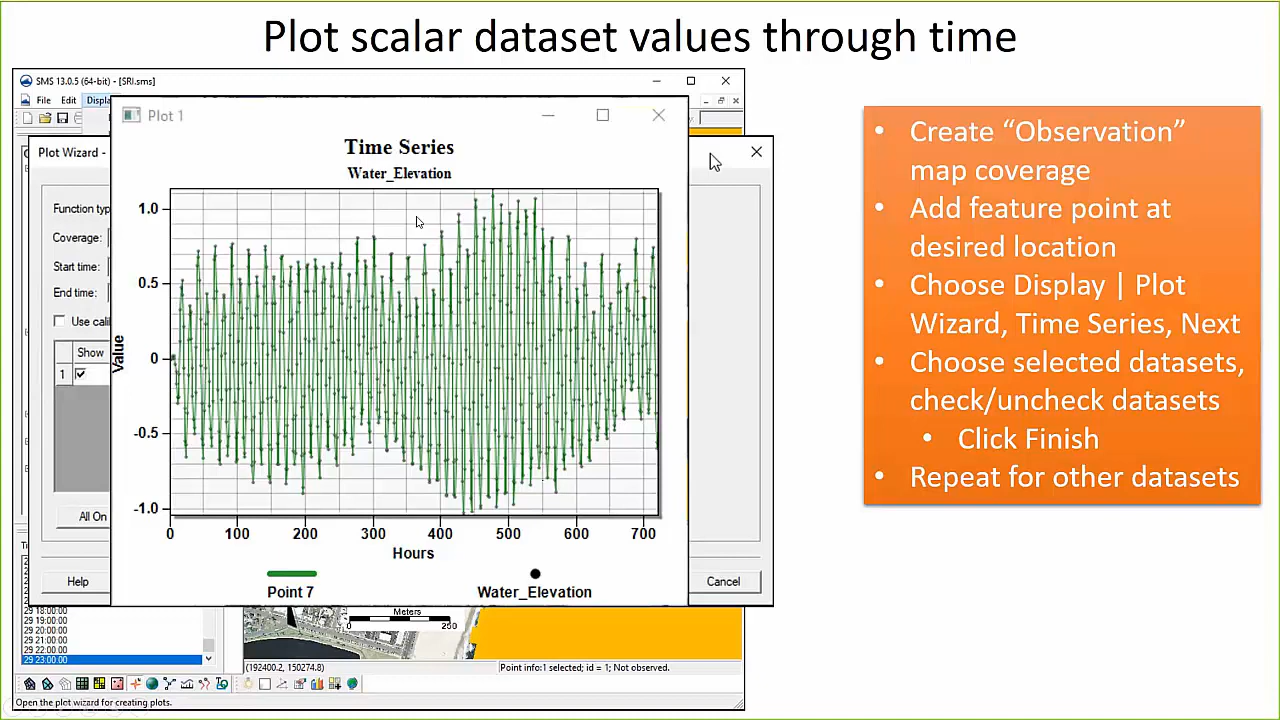 Plot scalar dataset values through time
SMS 13.0.5 (64-bit) - [SRI.sms]
File Edit Displa
Plot 1
Plot Wizard -
Time Series
Water_Elevation
Function typ
Coverage:
Start time:
End time:
Use cali
Show
1
All On
Help
Cancel
1.0
0.5
0
-0.5
-1.0
Value
0 100 200 300 400 500 600 700
Hours
Point 7
Water_Elevation
Meters
0
29 18:00:00
29 19:00:00
29 20:00:00
29 21:00:00
29 22:00:00
29 23:00:00
(192400.2, 150274.8)
Point info:1 selected; id = 1; Not observed.
Open the plot wizard for creating plots.
• Create “Observation”
map coverage
• Add feature point at
desired location
• Choose Display | Plot
Wizard, Time Series, Next
• Choose selected datasets,
check/uncheck datasets
• Click Finish
• Repeat for other datasets